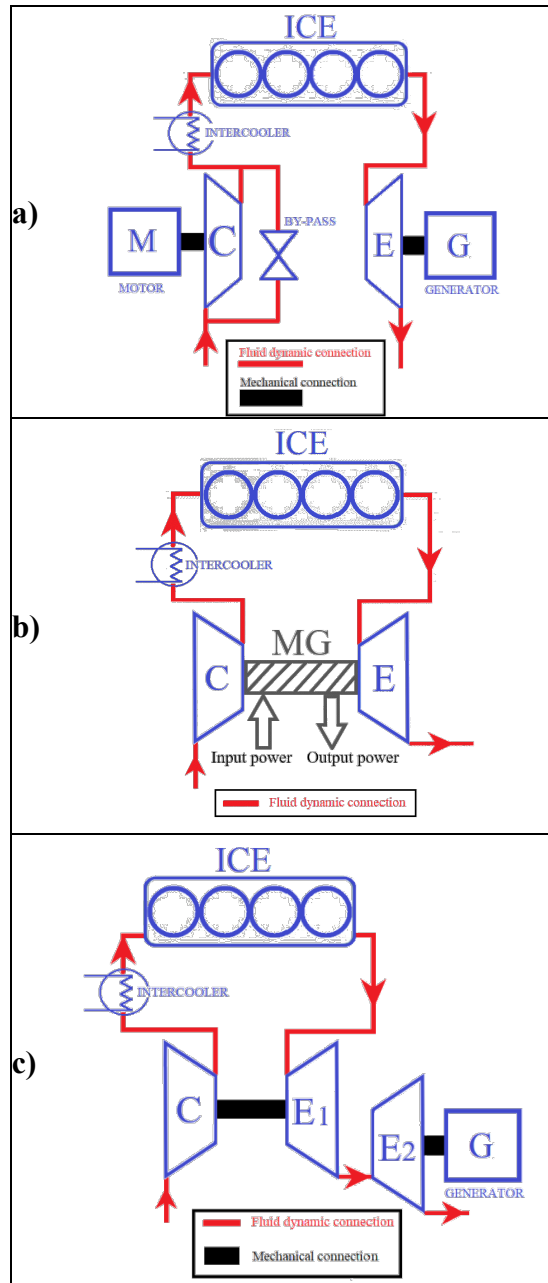 a)
ICE
INTERCOOLER
BY-PASS
M
C
E
G
MOTOR
GENERATOR
Fluid dynamic connection
Mechanical connection
b)
ICE
INTERCOOLER
MG
C
E
Input power
Output power
Fluid dynamic connection
c)
ICE
INTERCOOLER
C
E1
E2
G
GENERATOR
Fluid dynamic connection
Mechanical connection